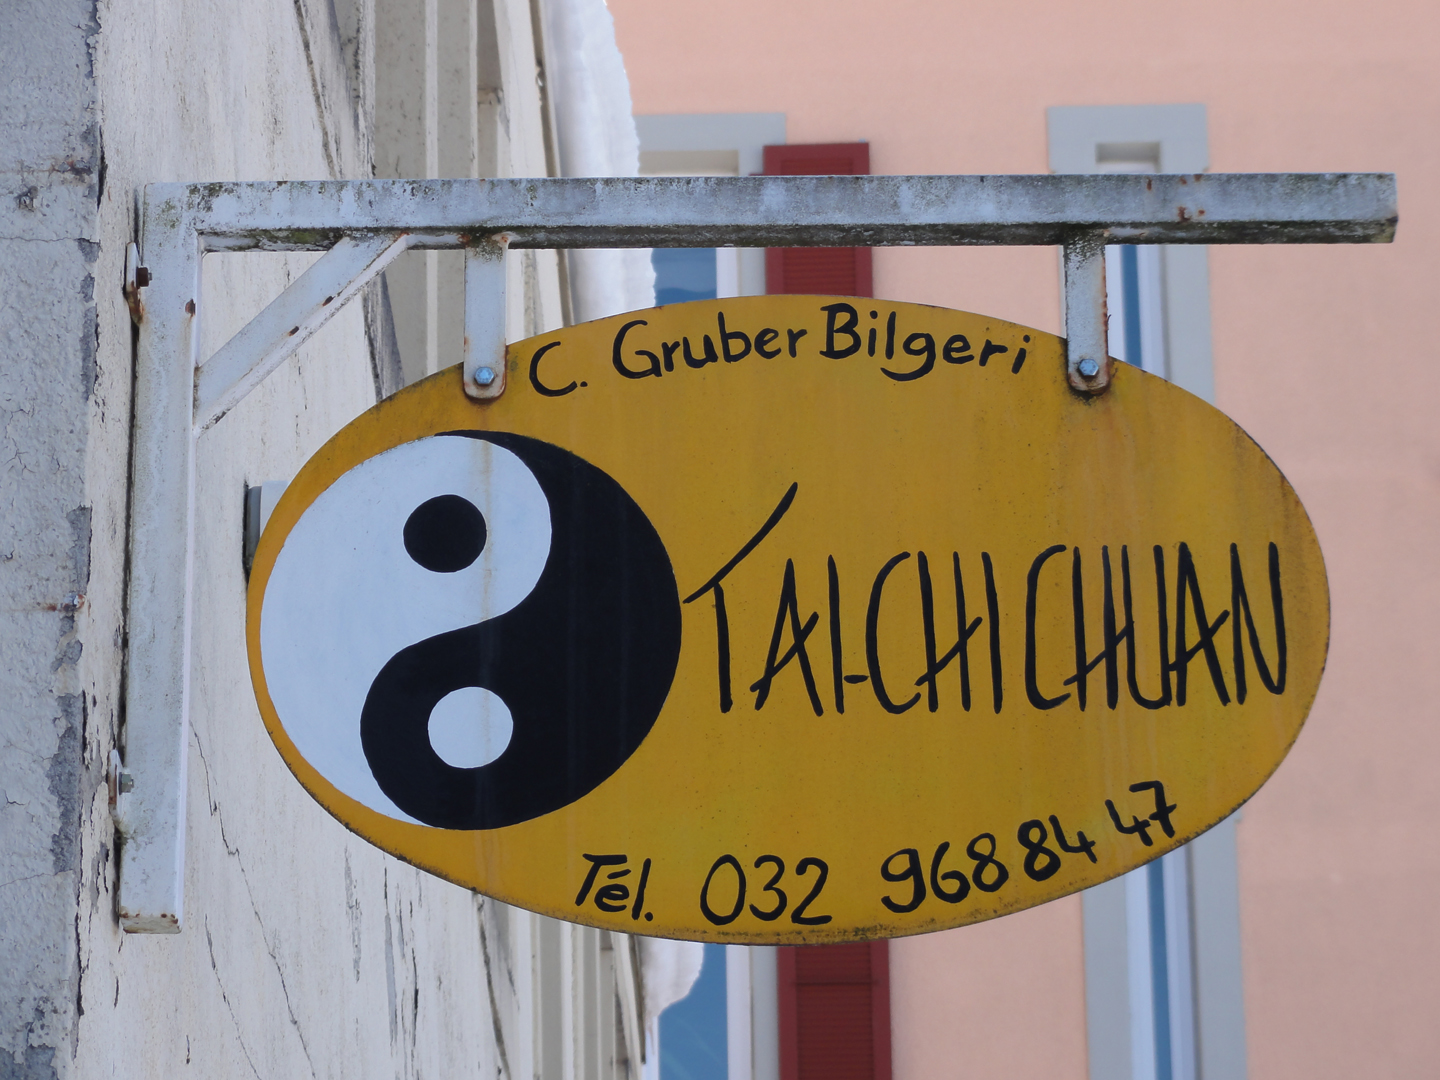 C. Gruber Bilgeri
TAI-CHI CHUAN
Tél. 032 968 84 47